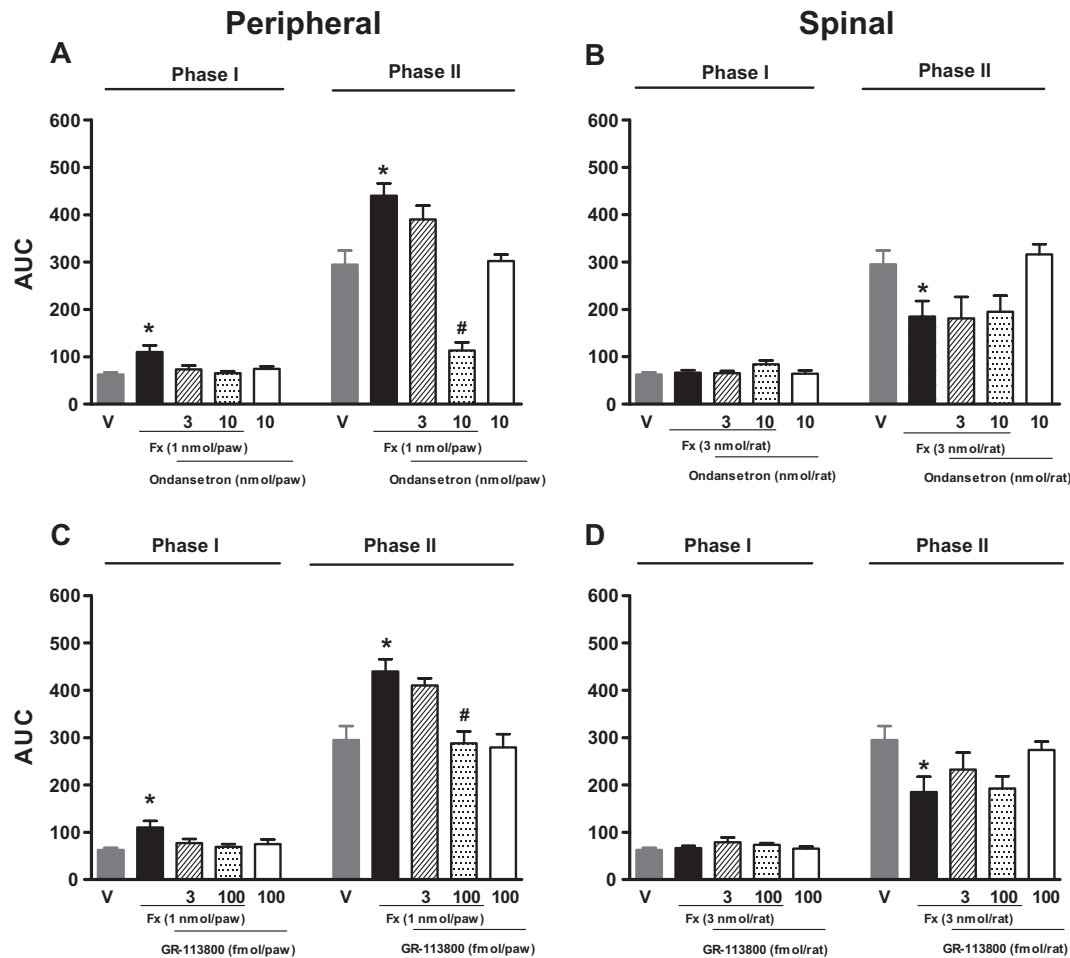 Peripheral
Spinal
A
Phase I
Phase II
AUC
600
500
400
300
200
100
0
*
*
#
V 3 10 10
Fx (1 nmol/paw)
Ondansetron (nmol/paw)
3 10 10
V
Fx (1 nmol/paw)
Ondansetron (nmol/paw)
B
Phase I
Phase II
600
500
400
300
200
100
0
*
V 3 10 10
Fx (3 nmol/rat)
Ondansetron (nmol/rat)
V 3 10 10
Fx (3 nmol/rat)
Ondansetron (nmol/rat)
C
Phase I
Phase II
AUC
600
500
400
300
200
100
0
*
*
#
V 3 100 100
Fx (1 nmol/paw)
GR-113800 (fmol/paw)
V 3 100 100
Fx (1 nmol/paw)
GR-113800 (fmol/paw)
D
Phase I
Phase II
600
500
400
300
200
100
0
*
V 3 100 100
Fx (3 nmol/rat)
GR-113800 (fmol/rat)
V 3 100 100
Fx (3 nmol/rat)
GR-113800 (fmol/rat)